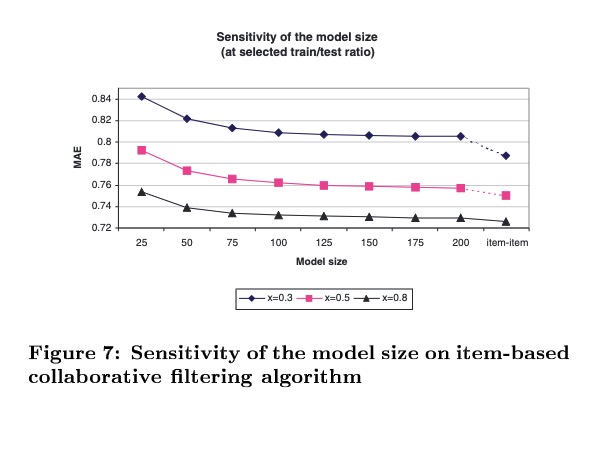 Sensitivity of the model size
(at selected train/test ratio)
0.84
0.82
0.8
0.78
0.76
0.74
0.72
MAE
25 50 75 100 125 150 175 200 item-item
Model size
x=0.3 x=0.5 x=0.8
Figure 7: Sensitivity of the model size on item-based
collaborative filtering algorithm